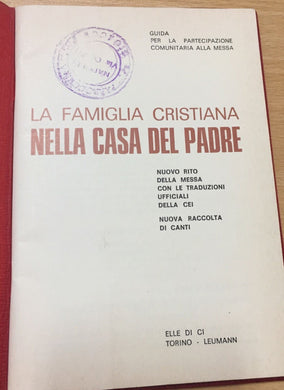 GUIDA
PER LA PARTECIPAZIONE
COMUNITARIA ALLA MESSA
LA FAMIGLIA CRISTIANA
NELLA CASA DEL PADRE
NUOVO RITO
DELLA MESSA
CON LE TRADUZIONI
UFFICIALI
DELLA CEI
NUOVA RACCOLTA
DI CANTI
ELLE DI CI
TORINO - LEUMANN